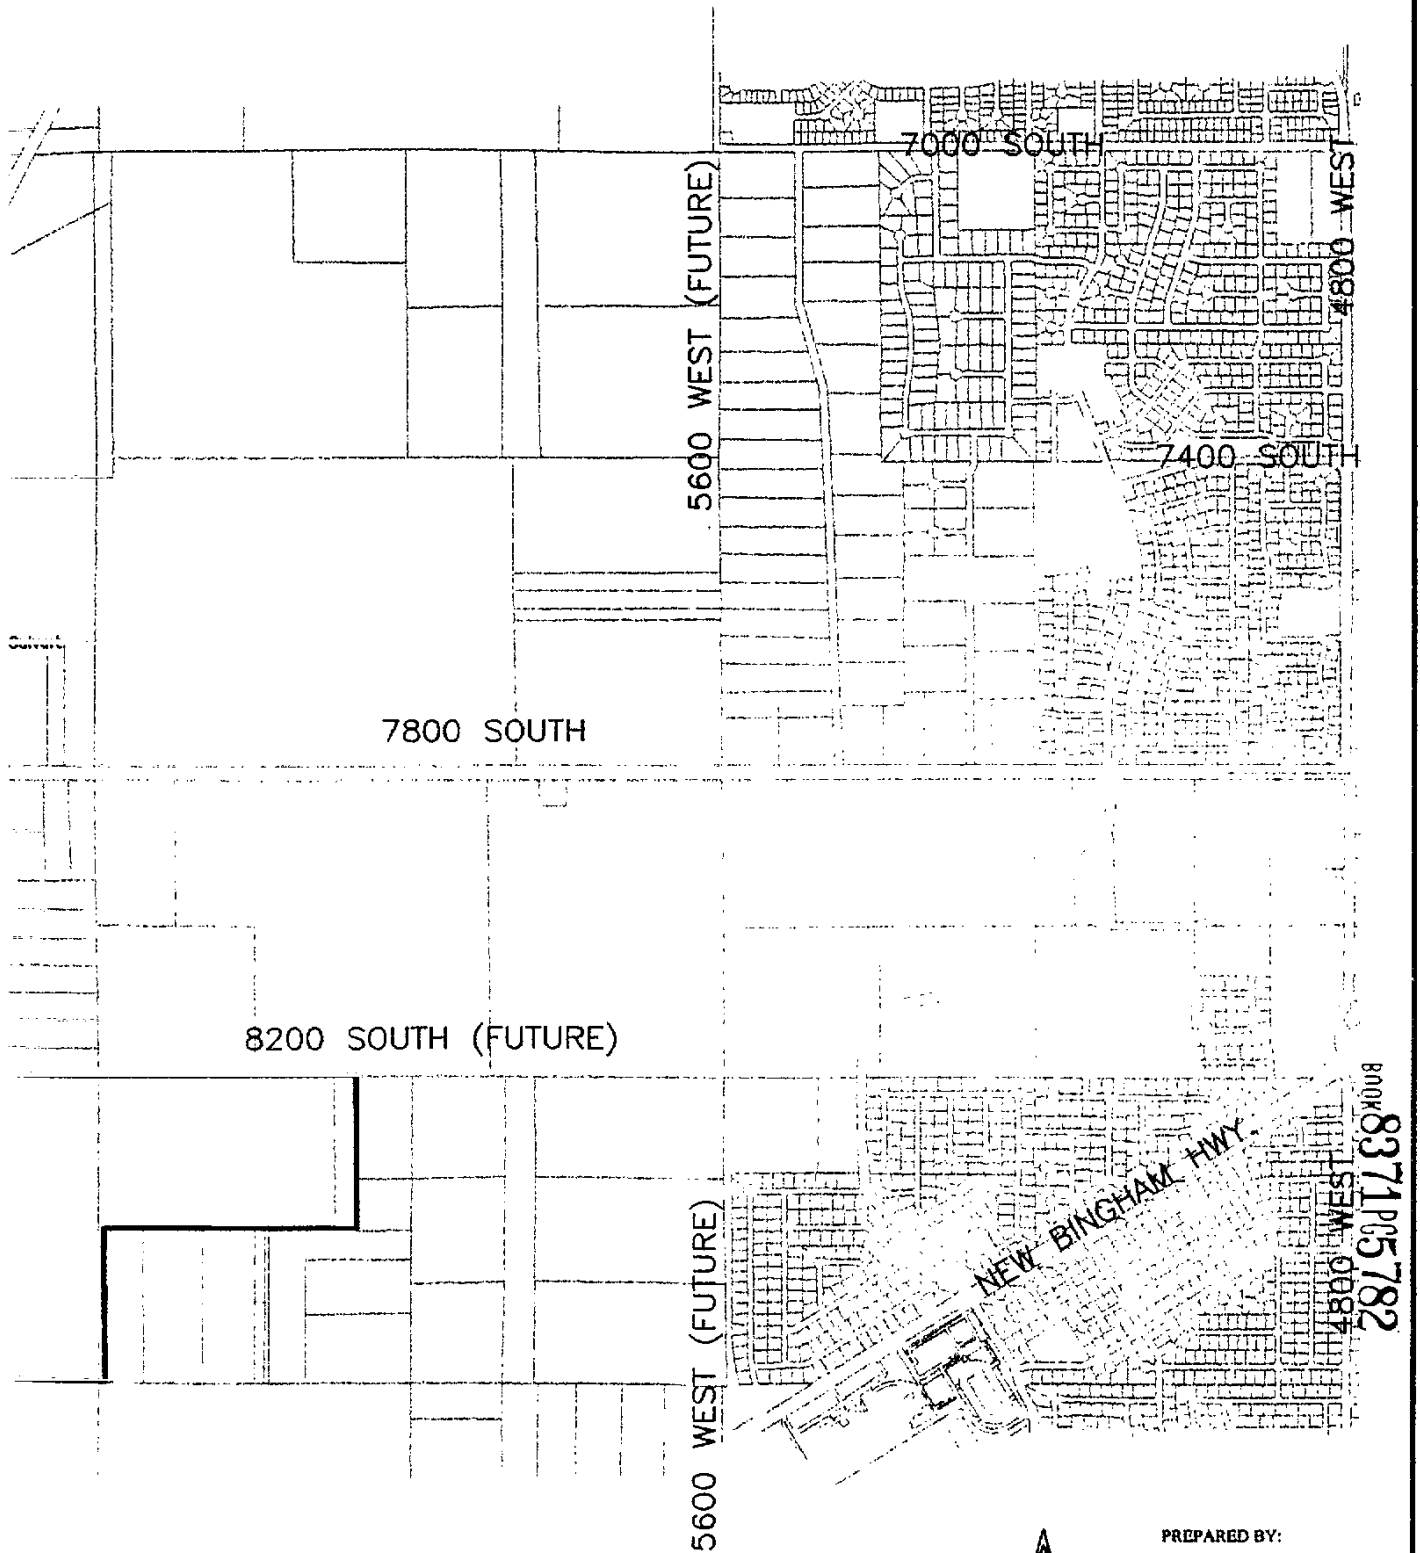 7000 SOUTH
5600 WEST (FUTURE)
4800 WEST
7400 SOUTH
7800 SOUTH
8200 SOUTH (FUTURE)
NEW BINGHAM HWY.
5600 WEST (FUTURE)
4800 WEST
BOOK 8371 PG 5782
PREPARED BY: